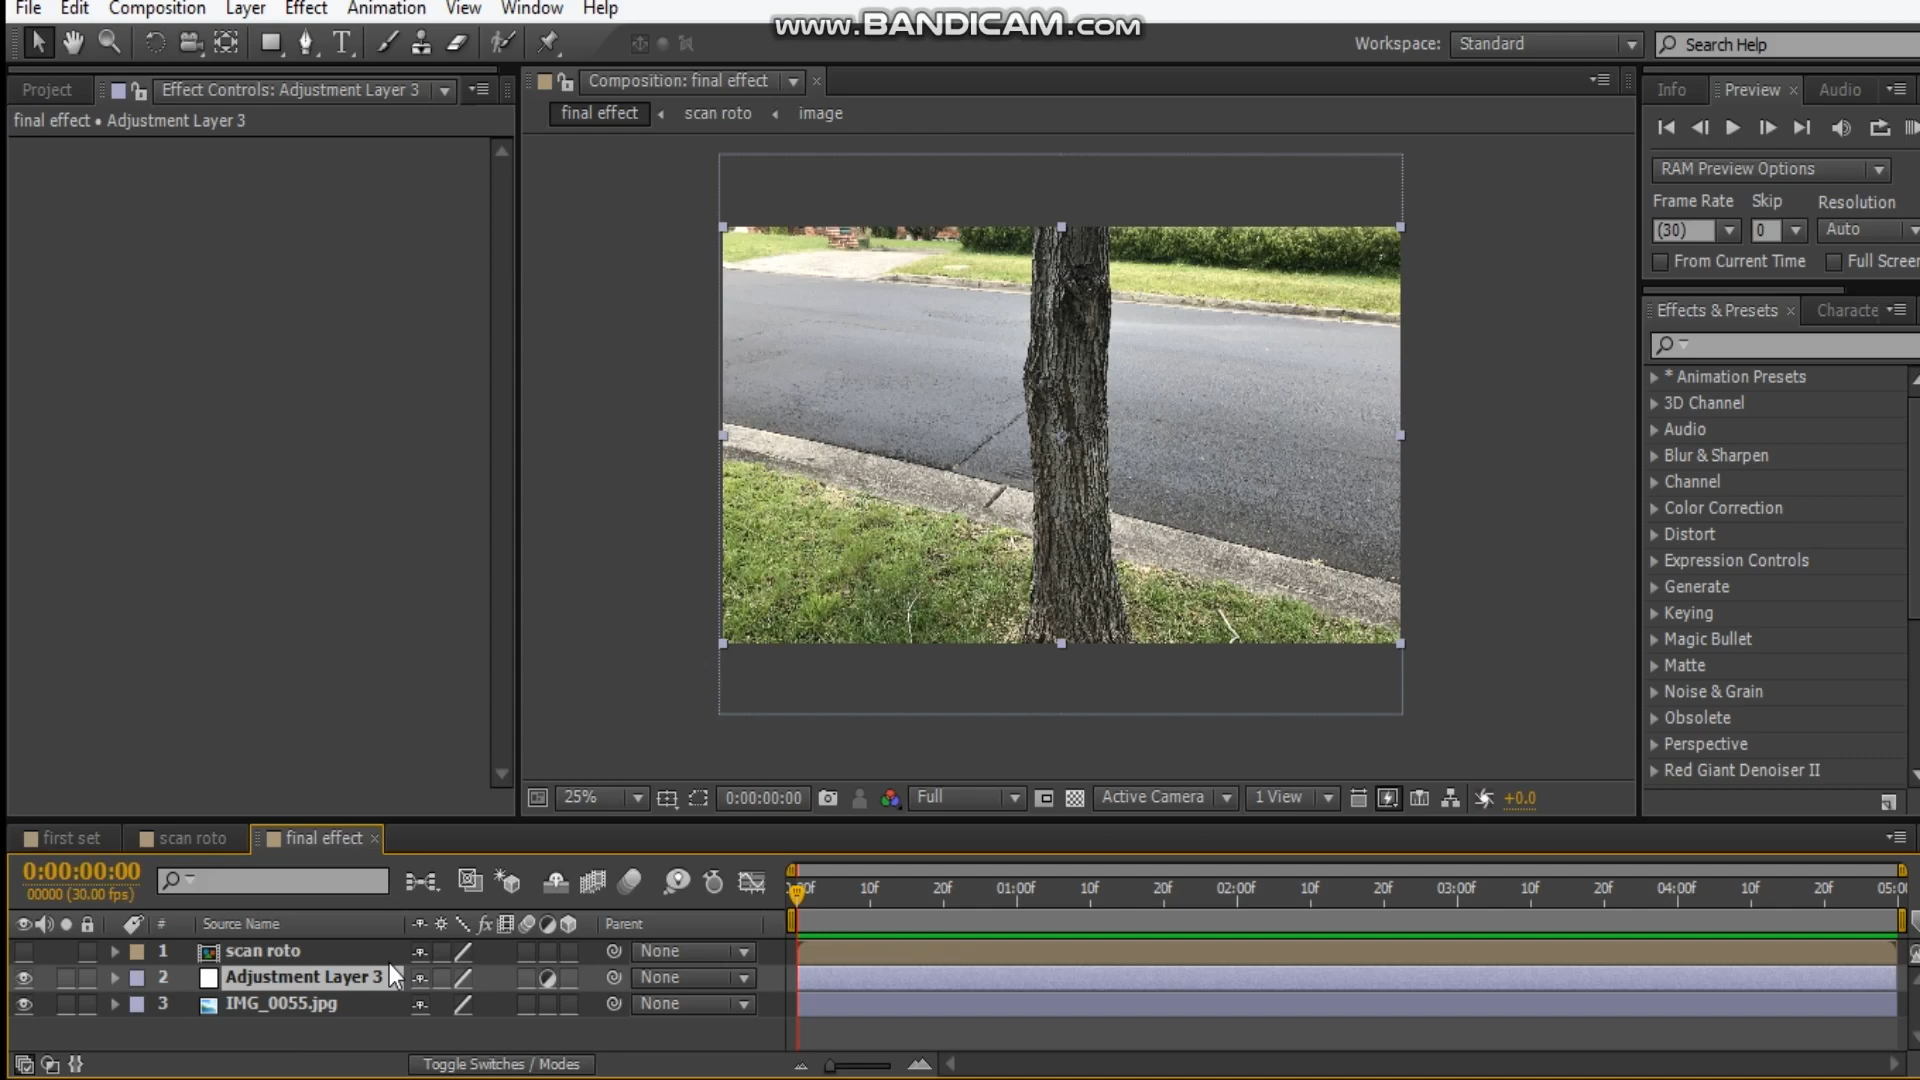 File Edit Composition Layer Effect Animation View Window Help
www.BANDICAM.com
Workspace: Standard
Search Help
Project
Effect Controls: Adjustment Layer 3
final effect • Adjustment Layer 3
Composition: final effect
final effect scan roto image
Info Preview Audio
RAM Preview Options
Frame Rate Skip Resolution
(30) 0 Auto
From Current Time Full Screen
Effects & Presets Characte
* Animation Presets
3D Channel
Audio
Blur & Sharpen
Channel
Color Correction
Distort
Expression Controls
Generate
Keying
Magic Bullet
Matte
Noise & Grain
Obsolete
Perspective
Red Giant Denoiser II
25% 0:00:00:00 Full Active Camera 1 View +0.0
first set scan roto final effect
0:00:00:00
00000 (30.00 fps)
00f 10f 20f 01:00f 10f 20f 02:00f 10f 20f 03:00f 10f 20f 04:00f 10f 20f 05:00f
# Source Name fx Parent
1 scan roto None
2 Adjustment Layer 3 None
3 IMG_0055.jpg None
Toggle Switches / Modes